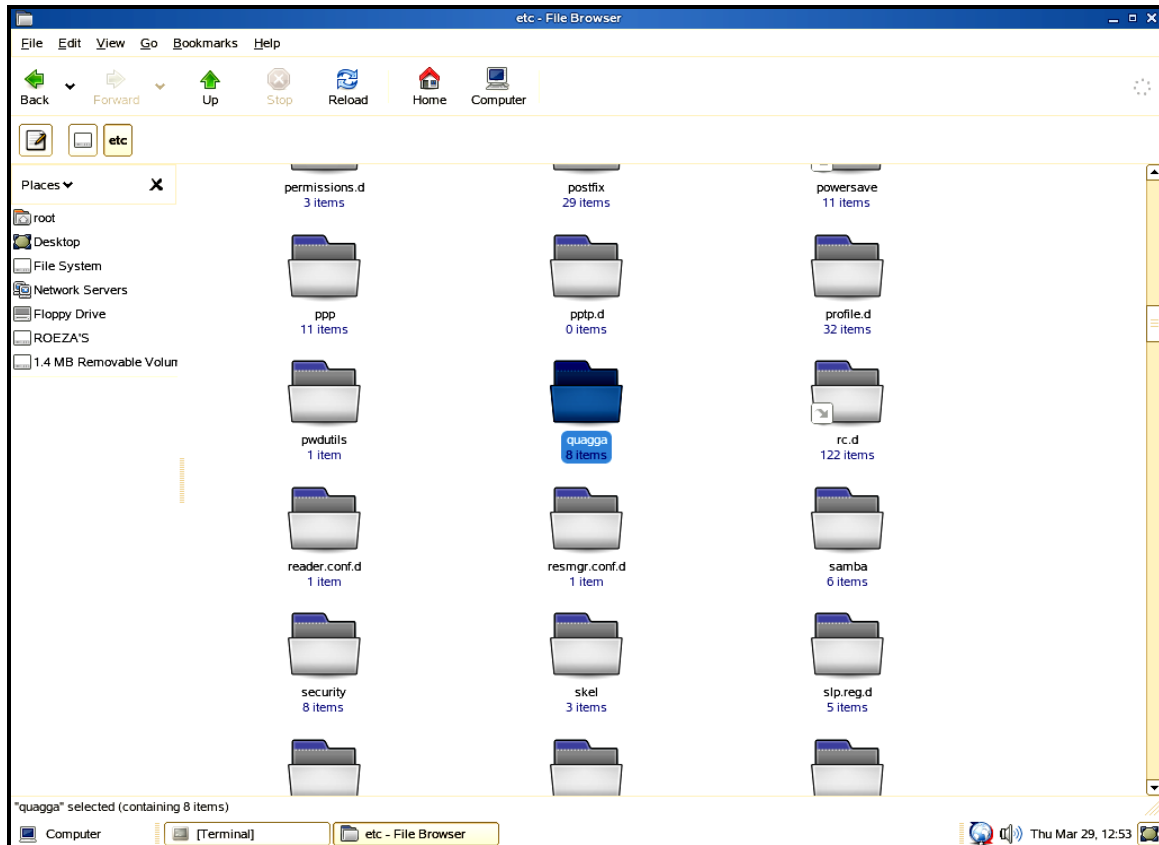 etc - File Browser
File Edit View Go Bookmarks Help
Back Forward Up Stop Reload Home Computer
etc
Places
root
Desktop
File System
Network Servers
Floppy Drive
ROEZA'S
1.4 MB Removable Volum
permissions.d postfix powersave
3 items 29 items 11 items
ppp pptp.d profile.d
11 items 0 items 32 items
pwdutils quagga rc.d
1 item 8 items 122 items
reader.conf.d resmgr.conf.d samba
1 item 1 item 6 items
security skel slp.reg.d
8 items 3 items 5 items
"quagga" selected (containing 8 items)
Computer [Terminal] etc - File Browser Thu Mar 29, 12:53